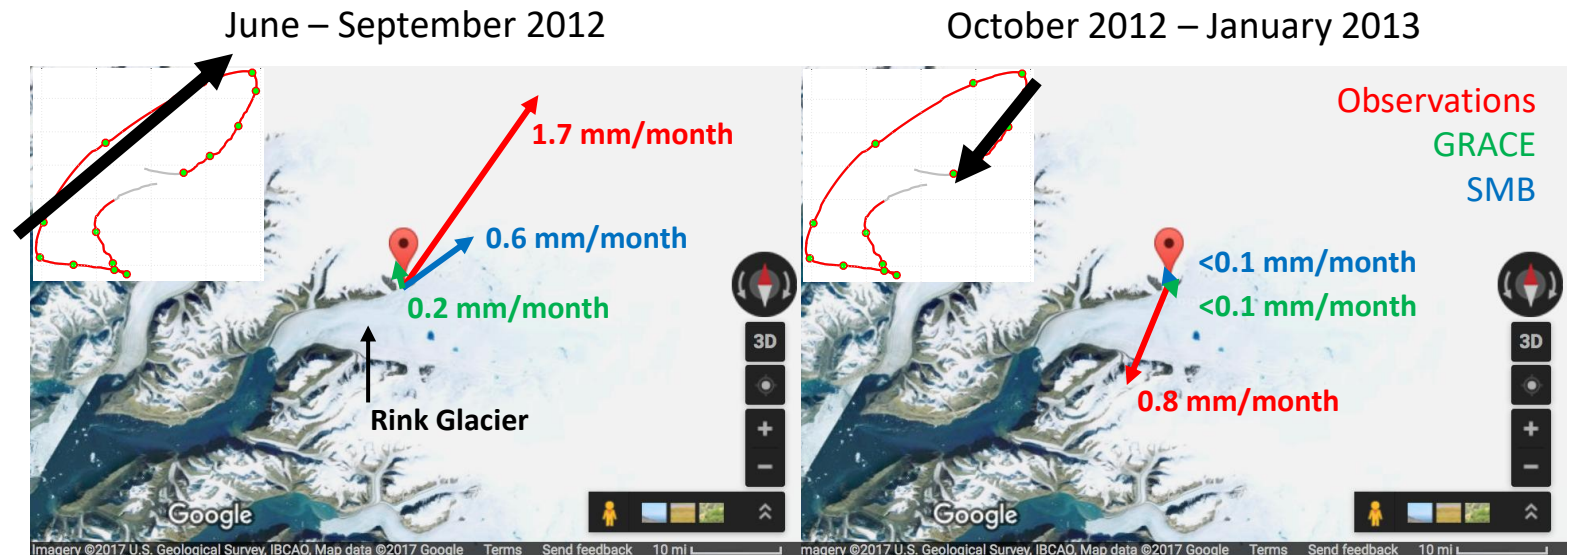 June – September 2012
October 2012 – January 2013
Observations
GRACE
SMB
1.7 mm/month
0.6 mm/month
0.2 mm/month
Rink Glacier
<0.1 mm/month
<0.1 mm/month
0.8 mm/month
3D
+
−
Google
Imagery ©2017 U.S. Geological Survey, IBCAO, Map data ©2017 Google Terms Send feedback 10 mi
3D
+
−
Google
magery ©2017 U.S. Geological Survey, IBCAO, Map data ©2017 Google Terms Send feedback 10 mi